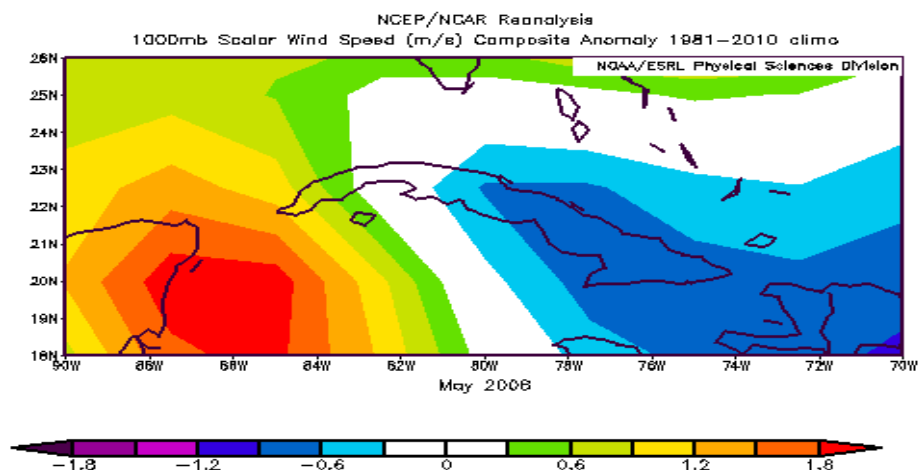 NCEP/NCAR Reanalysis
1000mb Scalar Wind Speed (m/s) Composite Anomaly 1981-2010 climo
NOAA/ESRL Physical Sciences Division
26N
25N
24N
23N
22N
21N
20N
19N
18N
90W 88W 86W 84W 82W 80W 78W 76W 74W 72W 70W
May 2006
-1.8 -1.2 -0.6 0 0.6 1.2 1.8